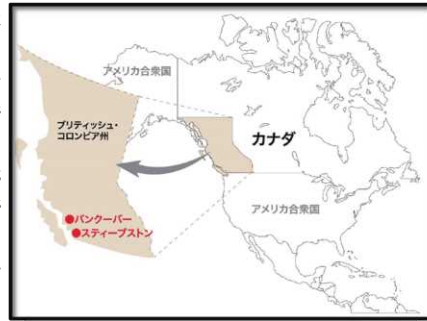 アメリカ合衆国
ブリティッシュ・
コロンビア州
カナダ
アメリカ合衆国
●バンクーバー
●スティーブストン